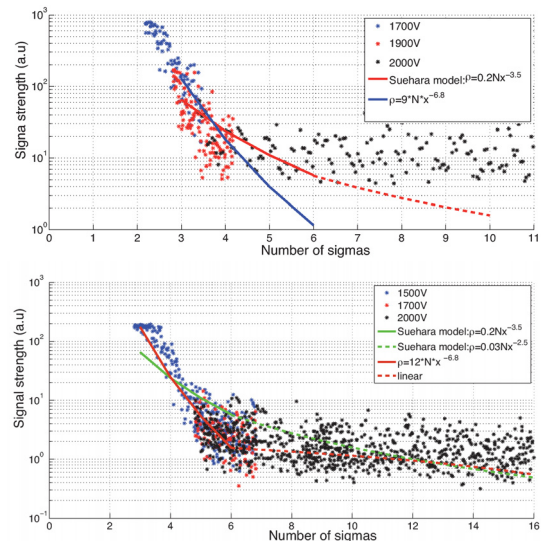 10³
10²
10¹
10⁰
Signa strength (a.u)
0 1 2 3 4 5 6 7 8 9 10 11
Number of sigmas
1700V
1900V
2000V
Suehara model:ρ=0.2Nx⁻³·⁵
ρ=9*N*x⁻⁶·⁸
10³
10²
10¹
10⁰
10⁻¹
Signal strength (a.u)
0 2 4 6 8 10 12 14 16
Number of sigmas
1500V
1700V
2000V
Suehara model:ρ=0.2Nx⁻³·⁵
Suehara model:ρ=0.03Nx⁻²·⁵
ρ=12*N*x ⁻⁶·⁸
linear